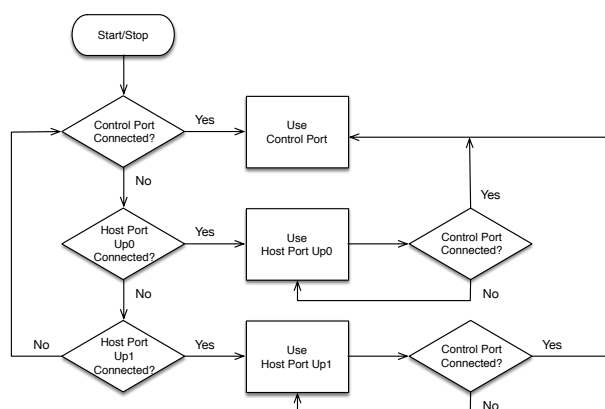 Start/Stop
Control Port
Connected?
Yes
Use
Control Port
No
Yes
Host Port
Up0
Connected?
Yes
Use
Host Port Up0
Control Port
Connected?
No
No
Host Port
Up1
Connected?
No
Yes
Use
Host Port Up1
Control Port
Connected?
Yes
No